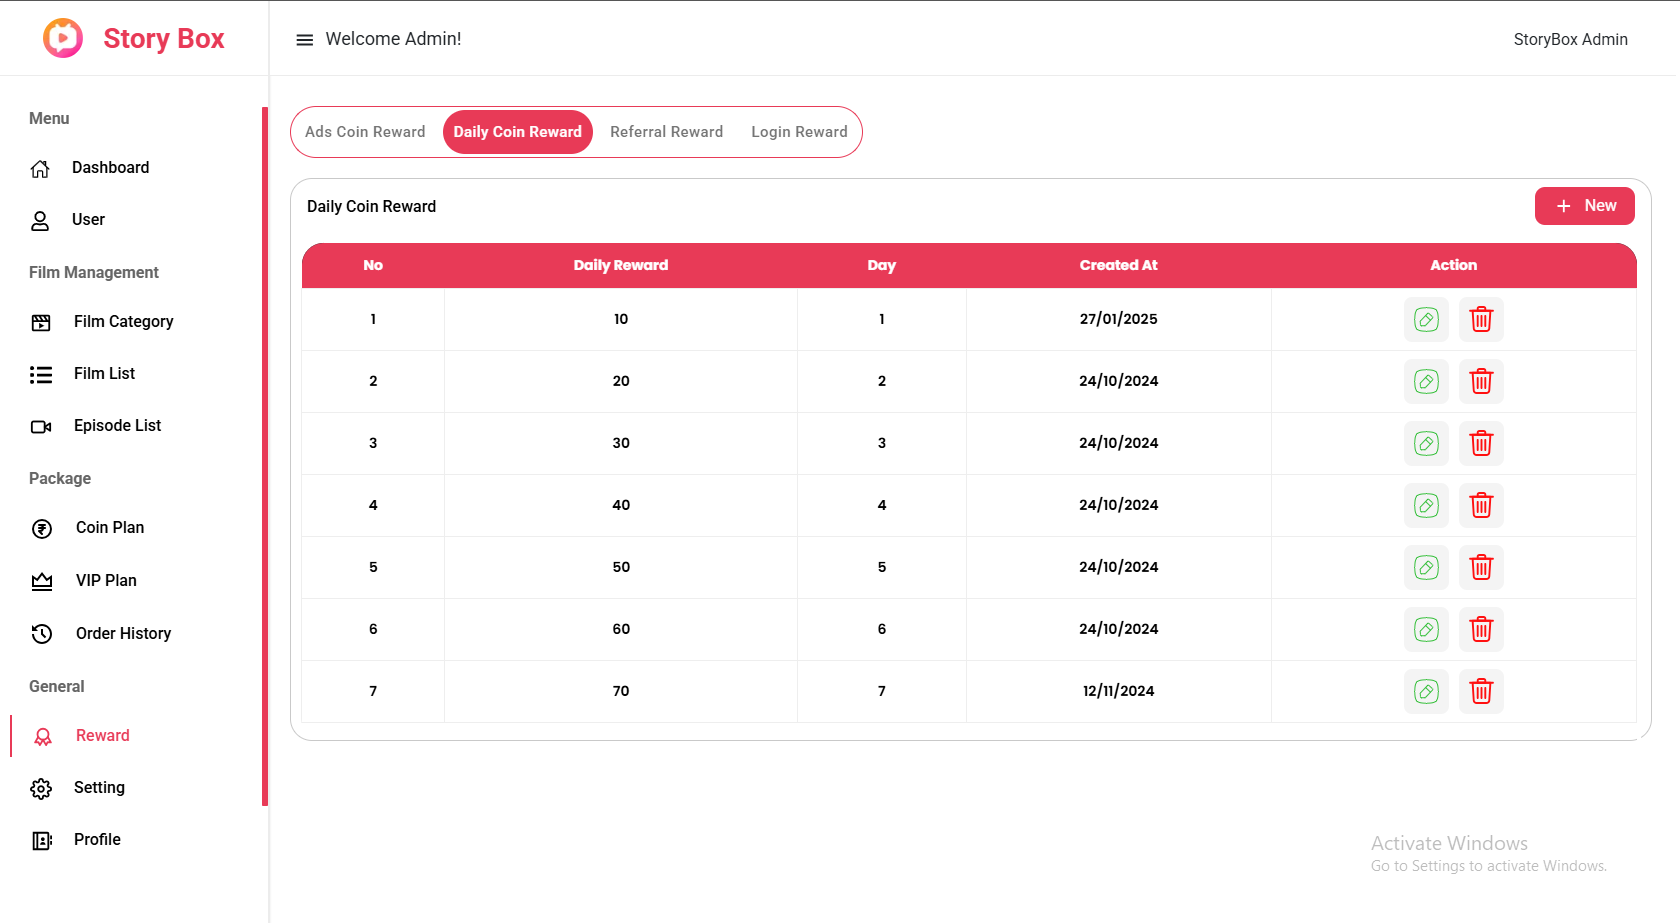 Story Box
Welcome Admin!
StoryBox Admin
Menu
Dashboard
User
Film Management
Film Category
Film List
Episode List
Package
Coin Plan
VIP Plan
Order History
General
Reward
Setting
Profile
Ads Coin Reward Daily Coin Reward Referral Reward Login Reward
Daily Coin Reward
New
No Daily Reward Day Created At Action
1 10 1 27/01/2025
2 20 2 24/10/2024
3 30 3 24/10/2024
4 40 4 24/10/2024
5 50 5 24/10/2024
6 60 6 24/10/2024
7 70 7 12/11/2024
Activate Windows
Go to Settings to activate Windows.